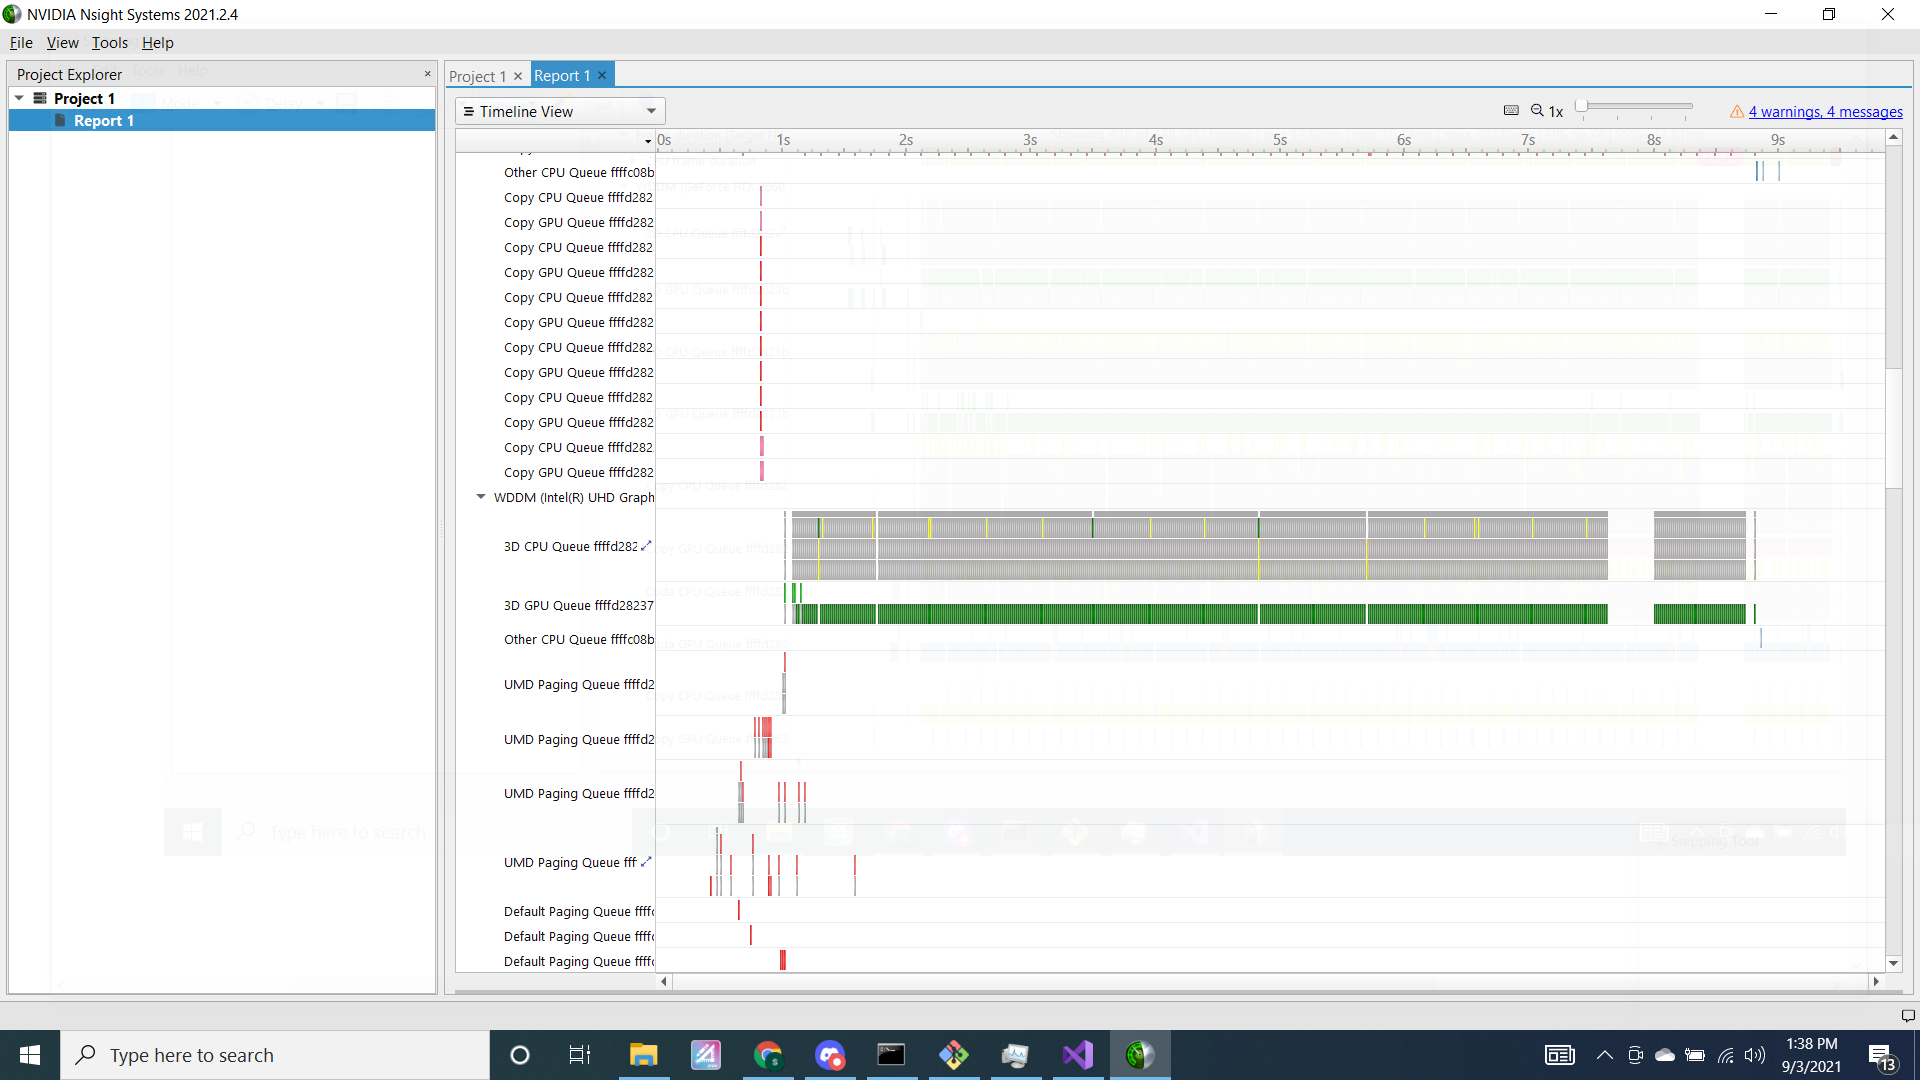 NVIDIA Nsight Systems 2021.2.4
File View Tools Help
Project Explorer
Project 1
Report 1
Project 1
Report 1
Timeline View
1x
4 warnings, 4 messages
0s 1s 2s 3s 4s 5s 6s 7s 8s 9s
Other CPU Queue ffffc08b
Copy CPU Queue ffffd282
Copy GPU Queue ffffd282
Copy CPU Queue ffffd282
Copy GPU Queue ffffd282
Copy CPU Queue ffffd282
Copy GPU Queue ffffd282
Copy CPU Queue ffffd282
Copy GPU Queue ffffd282
Copy CPU Queue ffffd282
Copy GPU Queue ffffd282
Copy CPU Queue ffffd282
Copy GPU Queue ffffd282
WDDM (Intel(R) UHD Graph
3D CPU Queue ffffd282
3D GPU Queue ffffd28237
Other CPU Queue ffffc08b
UMD Paging Queue ffffd2
UMD Paging Queue ffffd2
UMD Paging Queue ffffd2
UMD Paging Queue fff
Default Paging Queue ffff
Default Paging Queue ffff
Default Paging Queue ffff
Type here to search
Snipping Tool
Type here to search
1:38 PM
9/3/2021
13